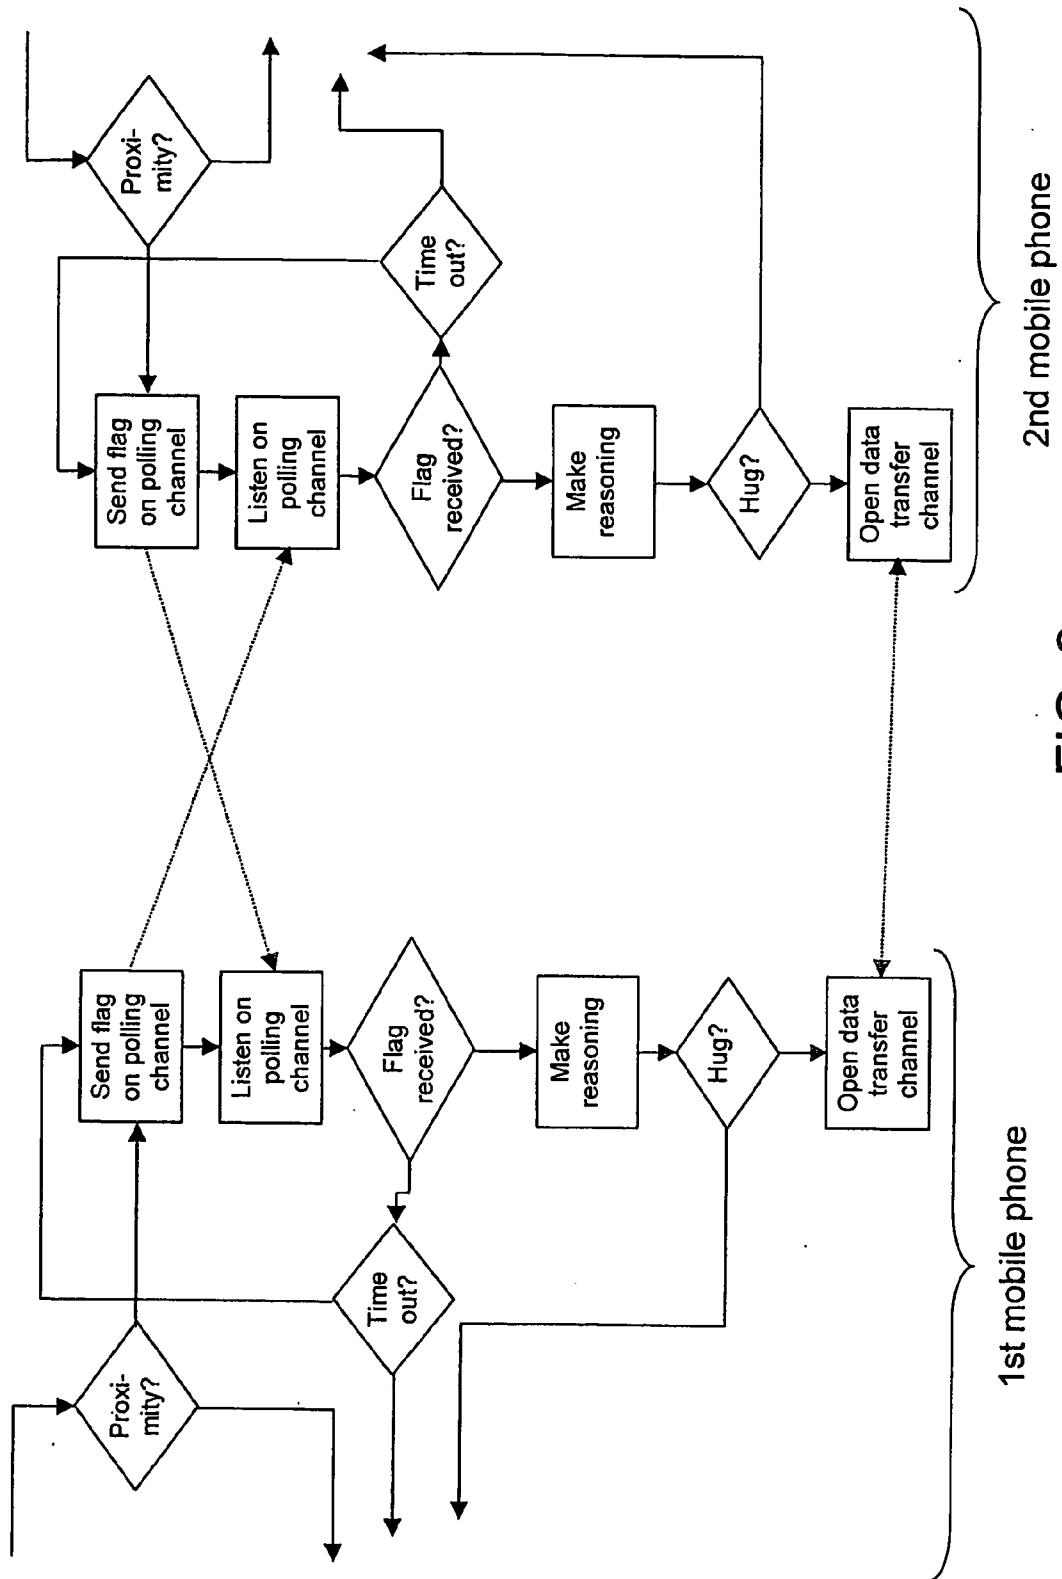 Proxi-
mity?
Send flag
on polling
channel
Listen on
polling
channel
Flag
received?
Time
out?
Make
reasoning
Hug?
Open data
transfer
channel
1st mobile phone
Proxi-
mity?
Send flag
on polling
channel
Listen on
polling
channel
Flag
received?
Time
out?
Make
reasoning
Hug?
Open data
transfer
channel
2nd mobile phone